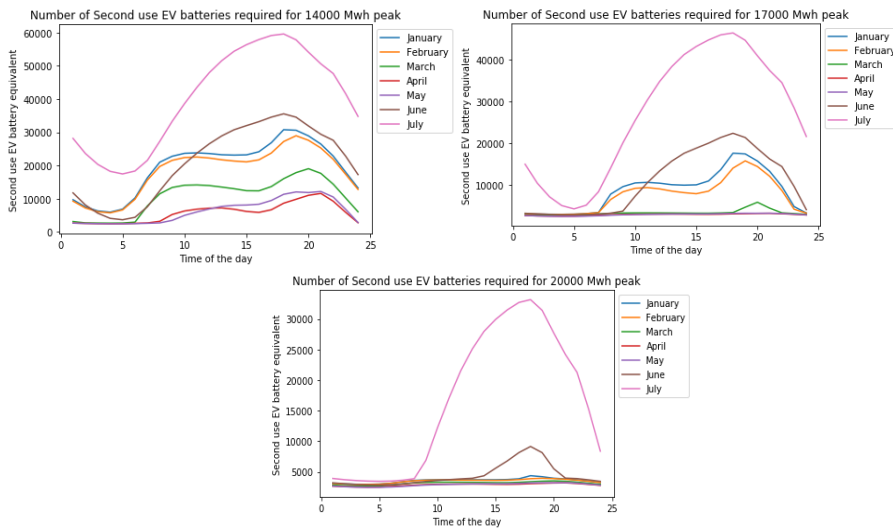 Number of Second use EV batteries required for 14000 Mwh peak
Second use EV battery equivalent
60000
50000
40000
30000
20000
10000
0
0
5
10
15
20
25
Time of the day
January
February
March
April
May
June
July
Number of Second use EV batteries required for 17000 Mwh peak
Second use EV battery equivalent
40000
30000
20000
10000
0
5
10
15
20
25
Time of the day
January
February
March
April
May
June
July
Number of Second use EV batteries required for 20000 Mwh peak
Second use EV battery equivalent
30000
25000
20000
15000
10000
5000
0
5
10
15
20
25
Time of the day
January
February
March
April
May
June
July